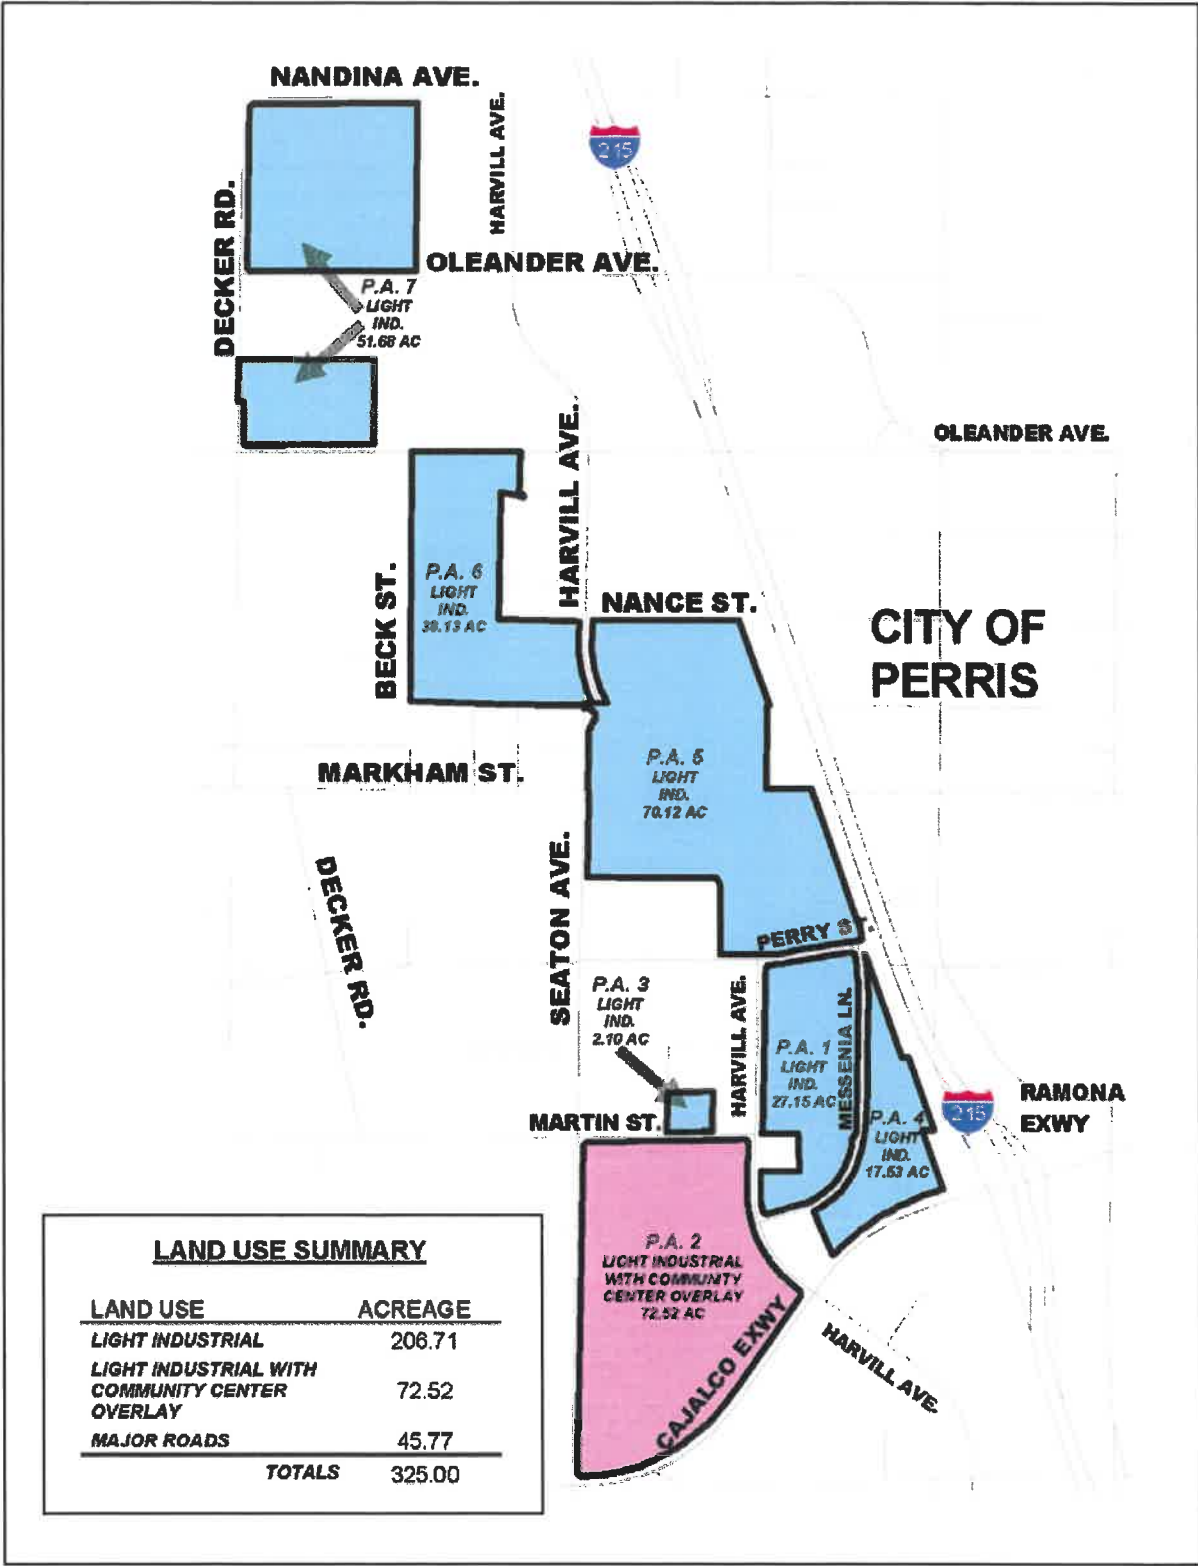 NANDINA AVE.
HARVILL AVE.
215
DECKER RD.
OLEANDER AVE.
P.A. 7
LIGHT
IND.
51.68 AC
HARVILL AVE.
OLEANDER AVE.
P.A. 6
LIGHT
IND.
38.13 AC
BECK ST.
NANCE ST.
CITY OF
PERRIS
P.A. 5
LIGHT
IND.
70.12 AC
MARKHAM ST.
DECKER RD.
SEATON AVE.
PERRY ST.
P.A. 3
LIGHT
IND.
2.10 AC
HARVILL AVE.
P.A. 1
LIGHT
IND.
27.15 AC
MESSENIA LN.
P.A. 4
LIGHT
IND.
17.53 AC
215
RAMONA
EXWY
MARTIN ST.
P.A. 2
LIGHT INDUSTRIAL
WITH COMMUNITY
CENTER OVERLAY
72.52 AC
CAJALCO EXWY
HARVILL AVE.
LAND USE SUMMARY
LAND USE ACREAGE
LIGHT INDUSTRIAL 206.71
LIGHT INDUSTRIAL WITH
COMMUNITY CENTER 72.52
OVERLAY
MAJOR ROADS 45.77
TOTALS 325.00